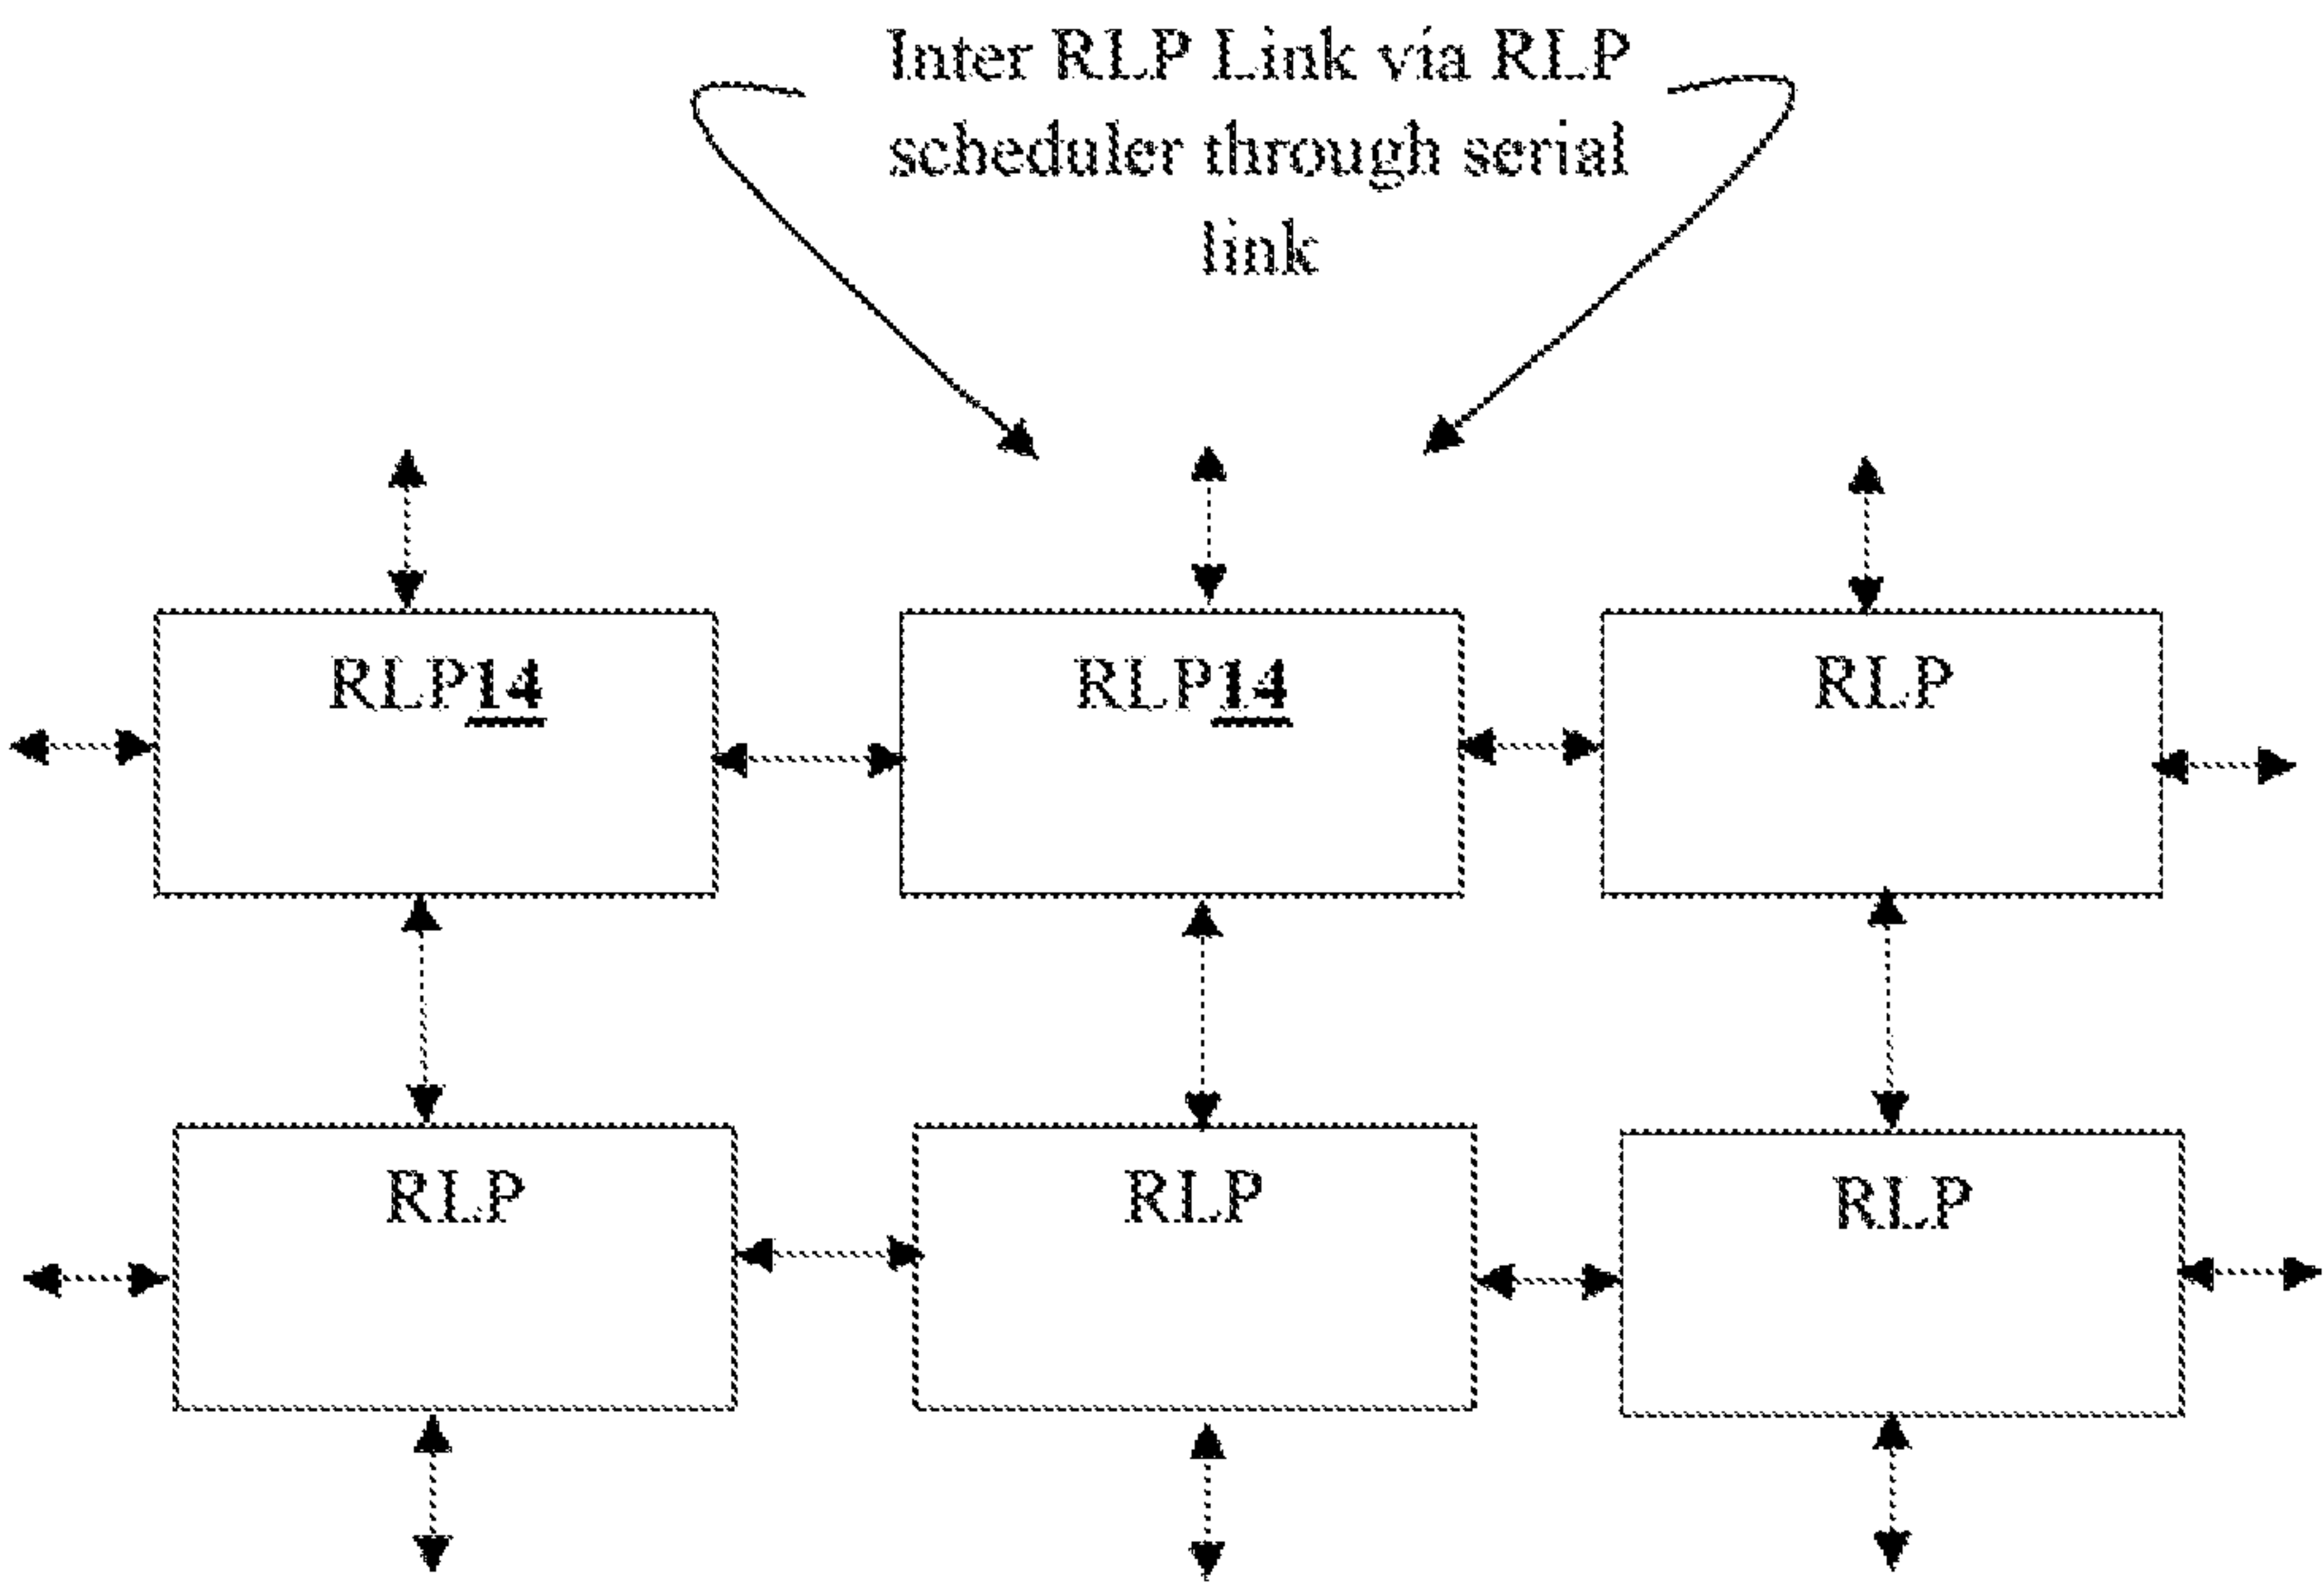 Inter RLP Link via RLP
scheduler through serial
link
RLP14
RLP14
RLP
RLP
RLP
RLP